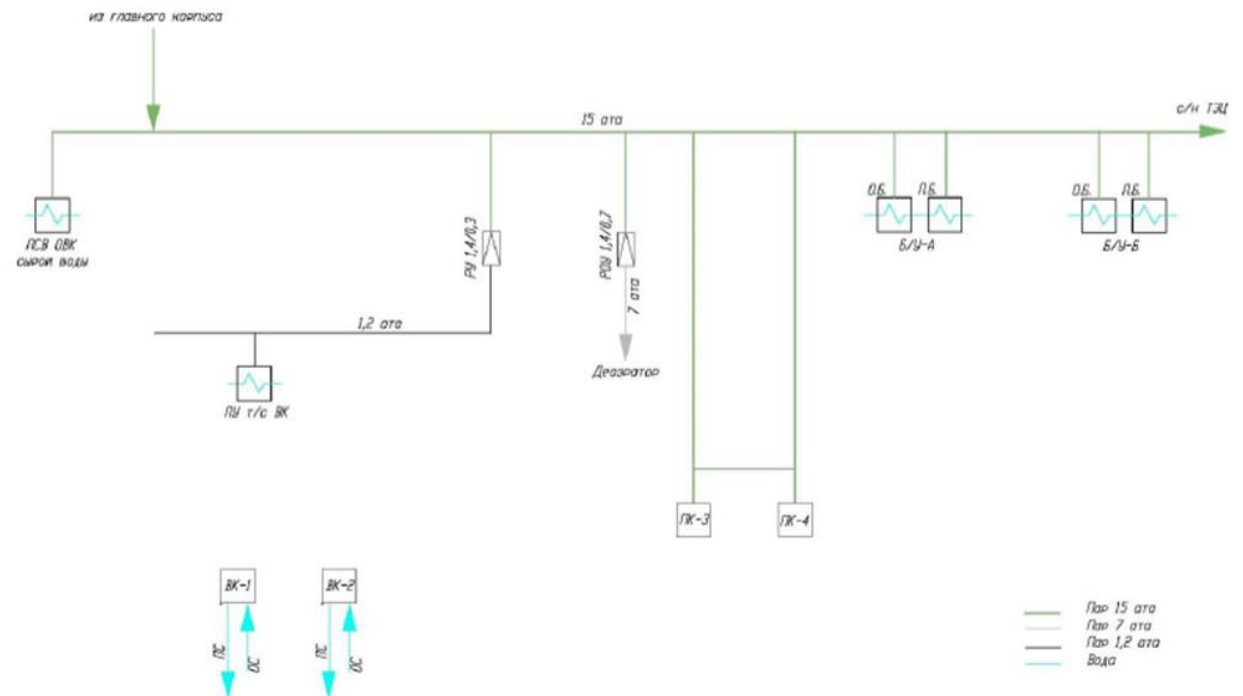 из главного корпуса
с/н ТЭЦ
15 ата
О.Б.
П.Б.
О.Б.
П.Б.
ПСВ ОВК
сырой воды
РУ 1,4/0,3
РОУ 1,4/0,7
Б/У-А
Б/У-Б
7 ата
1,2 ата
Деаэратор
ПУ т/с ВК
ПК-3
ПК-4
ВК-1
ВК-2
ПС
ОС
ПС
ОС
Пар 15 ата
Пар 7 ата
Пар 1,2 ата
Вода